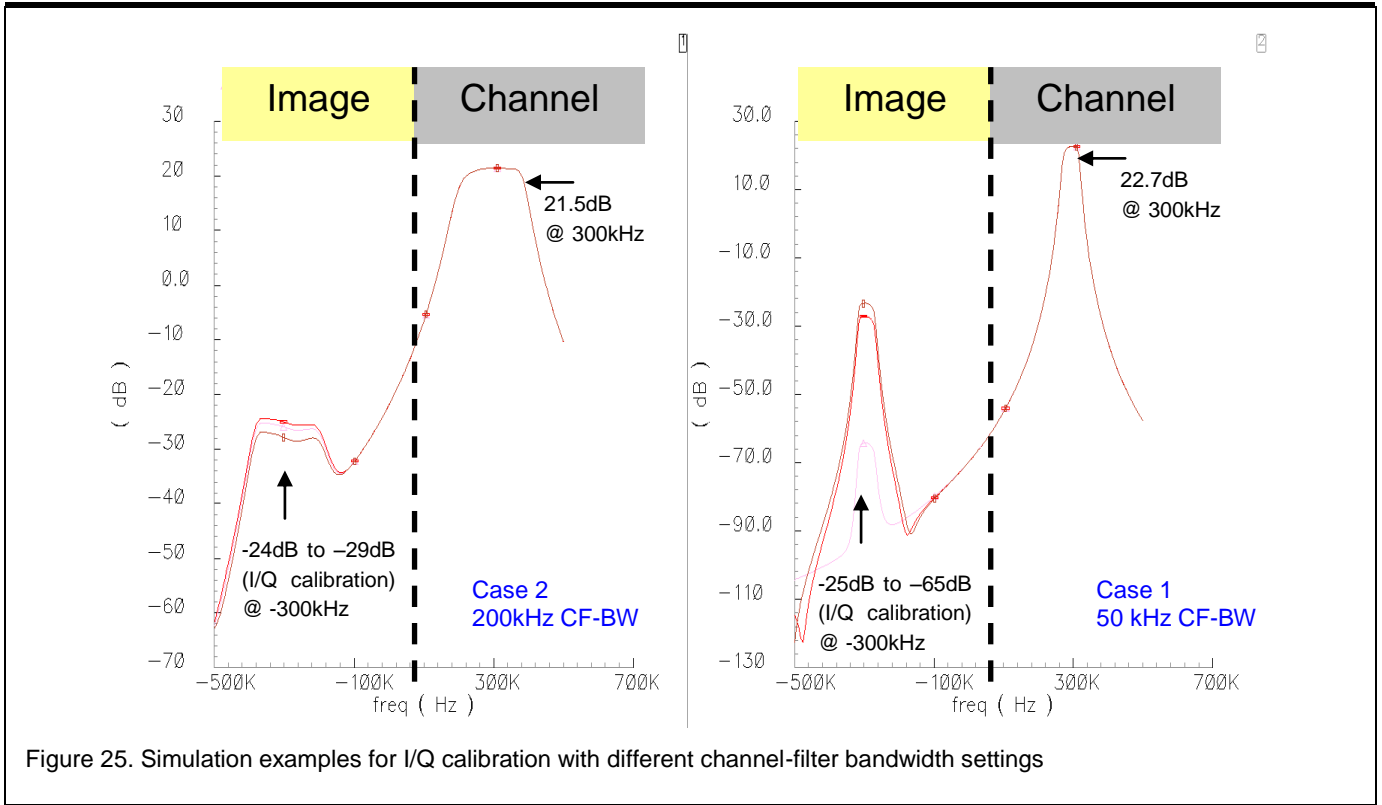 1
Image Channel
30
20
10
0.0
-10
-20
-30
-40
-50
-60
-70
( dB )
21.5dB
@ 300kHz
-24dB to –29dB
(I/Q calibration)
@ -300kHz
Case 2
200kHz CF-BW
-500K -100K 300K 700K
freq ( Hz )
2
Image Channel
30.0
10.0
-10.0
-30.0
-50.0
-70.0
-90.0
-110
-130
( dB )
22.7dB
@ 300kHz
-25dB to –65dB
(I/Q calibration)
@ -300kHz
Case 1
50 kHz CF-BW
-500K -100K 300K 700K
freq ( Hz )
Figure 25. Simulation examples for I/Q calibration with different channel-filter bandwidth settings